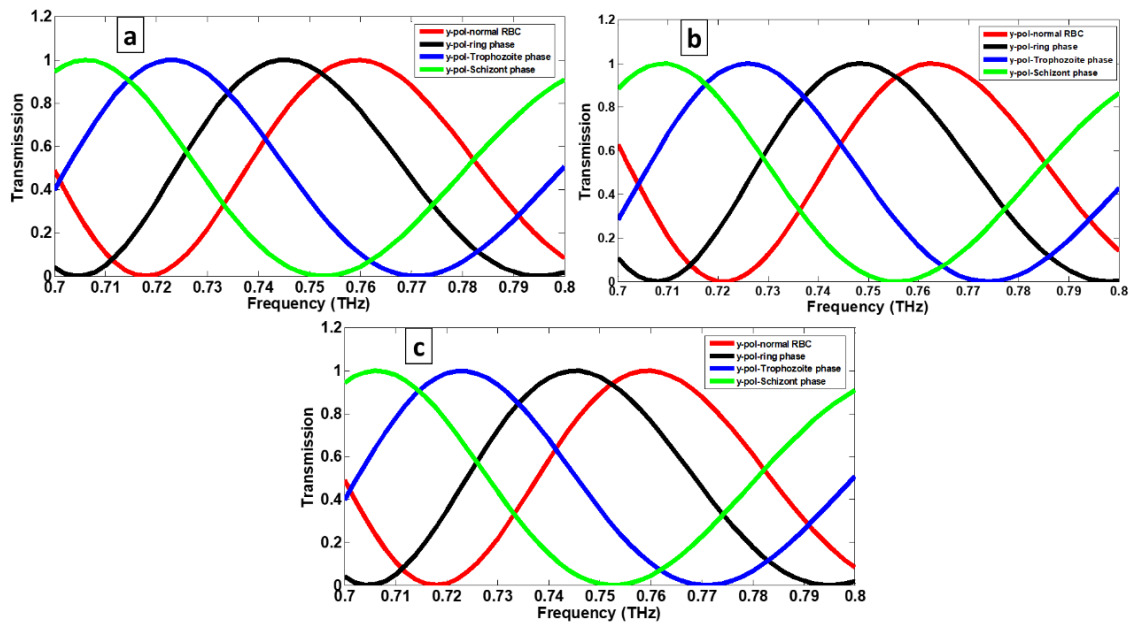 a
y-pol-normal RBC
y-pol-ring phase
y-pol-Trophozoite phase
y-pol-Schizont phase
Transmisssion
1.2
1
0.8
0.6
0.4
0.2
0
0.7 0.71 0.72 0.73 0.74 0.75 0.76 0.77 0.78 0.79 0.8
Frequency (THz)
b
y-pol-normal RBC
y-pol-ring phase
y-pol-Trophozoite phase
y-pol-Schizont phase
Transmission
1.2
1
0.8
0.6
0.4
0.2
0
0.7 0.71 0.72 0.73 0.74 0.75 0.76 0.77 0.78 0.79 0.8
Frequency (THz)
c
y-pol-normal RBC
y-pol-ring phase
y-pol-Trophozoite phase
y-pol-Schizont phase
Transmission
1.2
1
0.8
0.6
0.4
0.2
0
0.7 0.71 0.72 0.73 0.74 0.75 0.76 0.77 0.78 0.79 0.8
Frequency (THz)